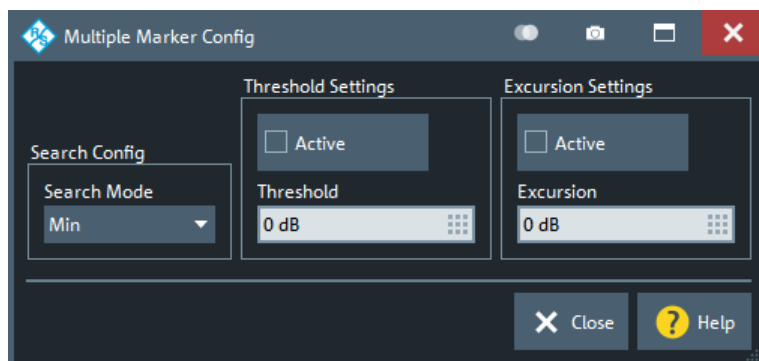 R&S Multiple Marker Config
Threshold Settings
Excursion Settings
Active
Active
Search Config
Search Mode
Threshold
Excursion
Min
0 dB
0 dB
Close
? Help